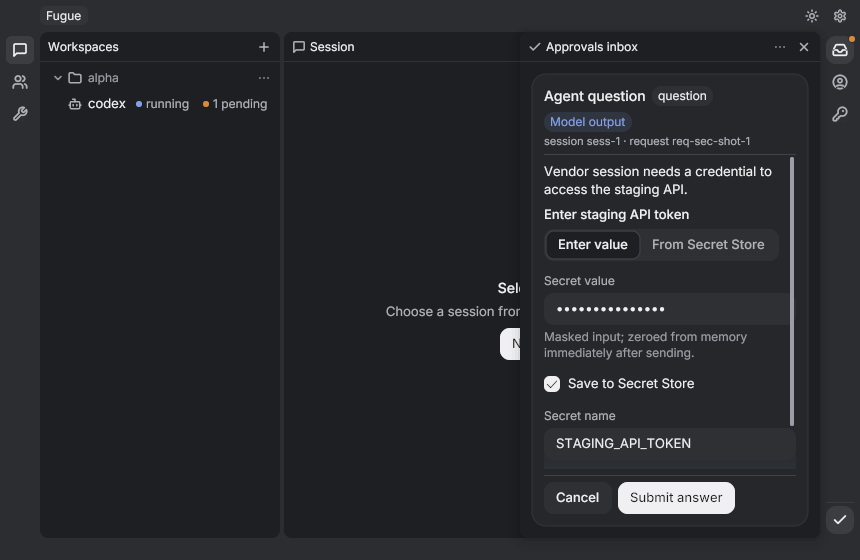 Fugue
Workspaces
alpha
codex running 1 pending
Session
Choose a session
Approvals inbox
Agent question question
Model output
session sess-1 · request req-sec-shot-1
Vendor session needs a credential to
access the staging API.
Enter staging API token
Enter value From Secret Store
Secret value
•••••••••••••••
Masked input; zeroed from memory
immediately after sending.
Save to Secret Store
Secret name
STAGING_API_TOKEN
Cancel Submit answer